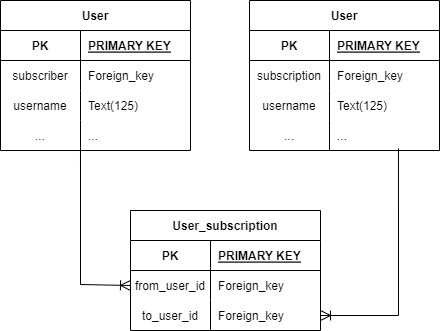 User
PK PRIMARY KEY
subscriber Foreign_key
username Text(125)
... ...
User
PK PRIMARY KEY
subscription Foreign_key
username Text(125)
... ...
User_subscription
PK PRIMARY KEY
from_user_id Foreign_key
to_user_id Foreign_key